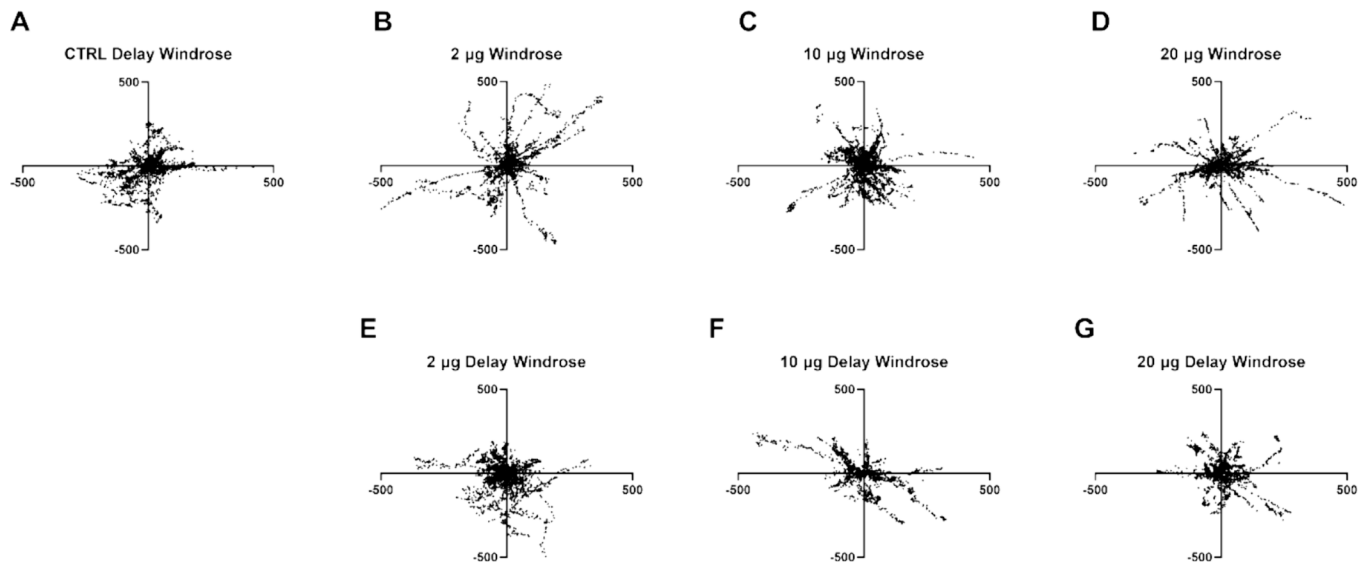 A
B
C
D
CTRL Delay Windrose
2 µg Windrose
10 µg Windrose
20 µg Windrose
500
500
500
500
-500
500
-500
500
-500
500
-500
500
-500
-500
-500
-500
E
F
G
2 µg Delay Windrose
10 µg Delay Windrose
20 µg Delay Windrose
500
500
500
-500
500
-500
500
-500
500
-500
-500
-500